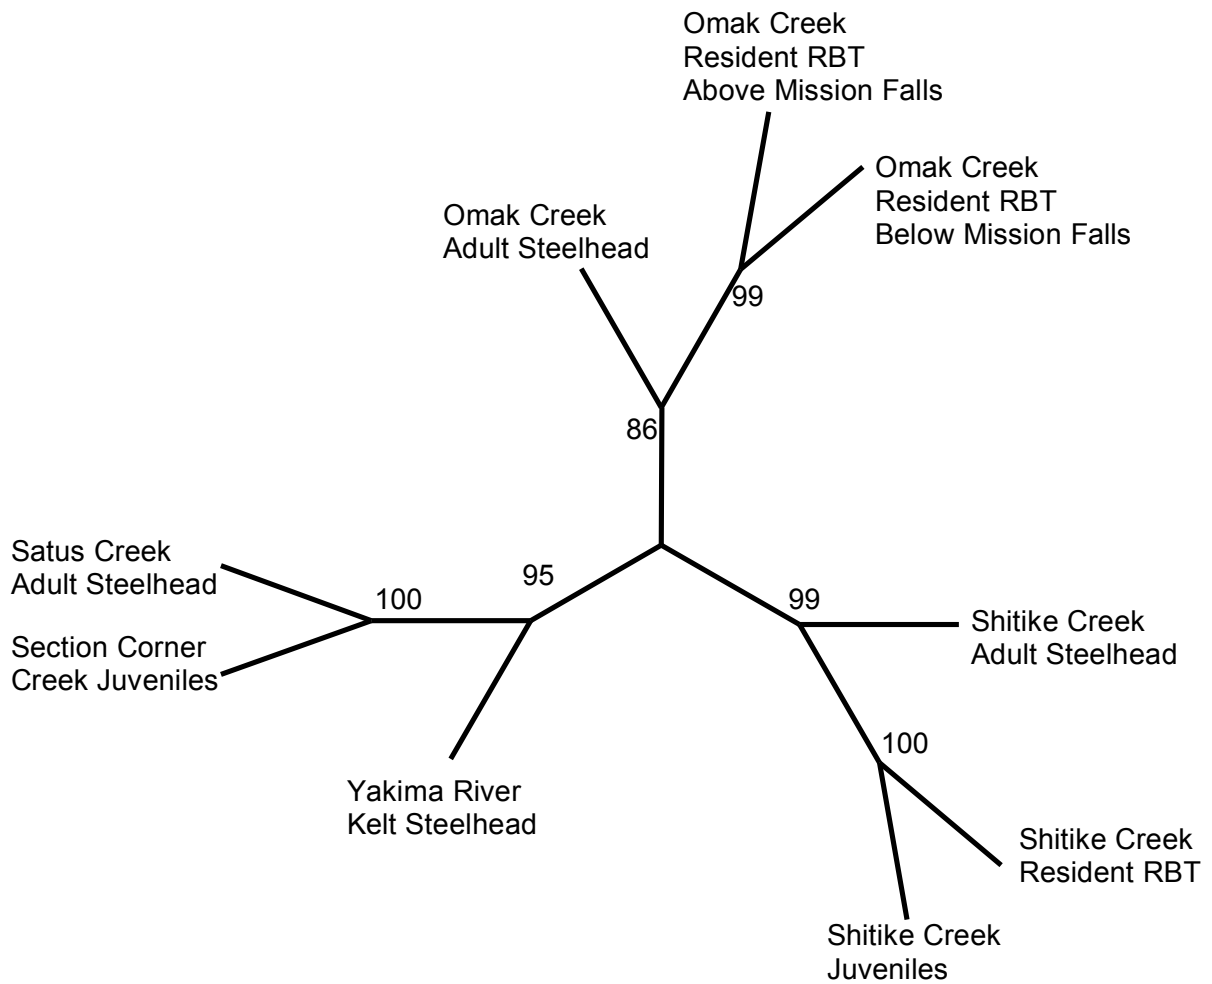 Omak Creek
Resident RBT
Above Mission Falls
Omak Creek
Resident RBT
Below Mission Falls
Omak Creek
Adult Steelhead
99
86
Satus Creek
Adult Steelhead
100
95
Section Corner
Creek Juveniles
Yakima River
Kelt Steelhead
99
Shitike Creek
Adult Steelhead
100
Shitike Creek
Resident RBT
Shitike Creek
Juveniles